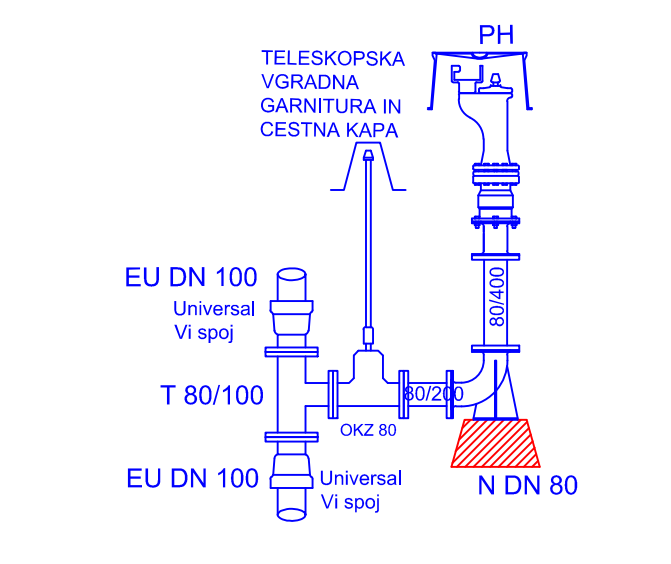 PH
TELESKOPSKA
VGRADNA
GARNITURA IN
CESTNA KAPA
EU DN 100
Universal
Vi spoj
80/400
T 80/100
80/200
OKZ 80
EU DN 100
Universal
Vi spoj
N DN 80